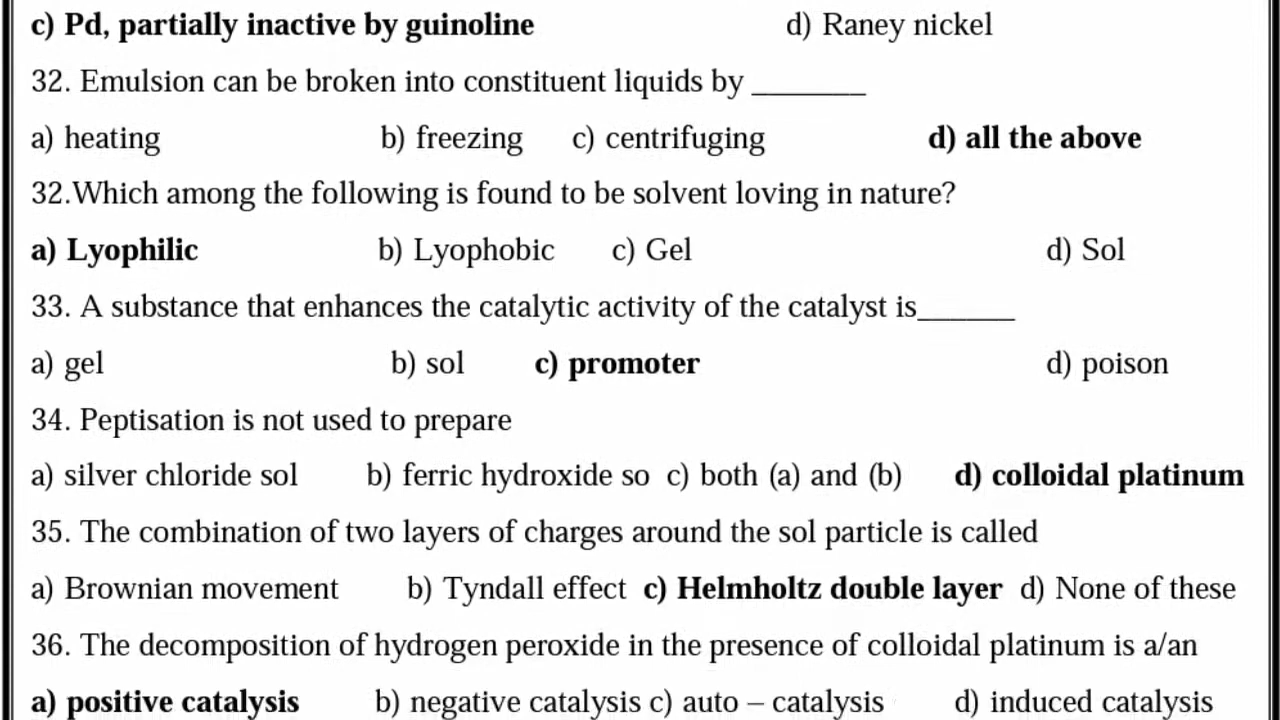 c) Pd, partially inactive by guinoline d) Raney nickel
32. Emulsion can be broken into constituent liquids by _______
a) heating b) freezing c) centrifuging d) all the above
32.Which among the following is found to be solvent loving in nature?
a) Lyophilic b) Lyophobic c) Gel d) Sol
33. A substance that enhances the catalytic activity of the catalyst is______
a) gel b) sol c) promoter d) poison
34. Peptisation is not used to prepare
a) silver chloride sol b) ferric hydroxide so c) both (a) and (b) d) colloidal platinum
35. The combination of two layers of charges around the sol particle is called
a) Brownian movement b) Tyndall effect c) Helmholtz double layer d) None of these
36. The decomposition of hydrogen peroxide in the presence of colloidal platinum is a/an
a) positive catalysis b) negative catalysis c) auto – catalysis d) induced catalysis